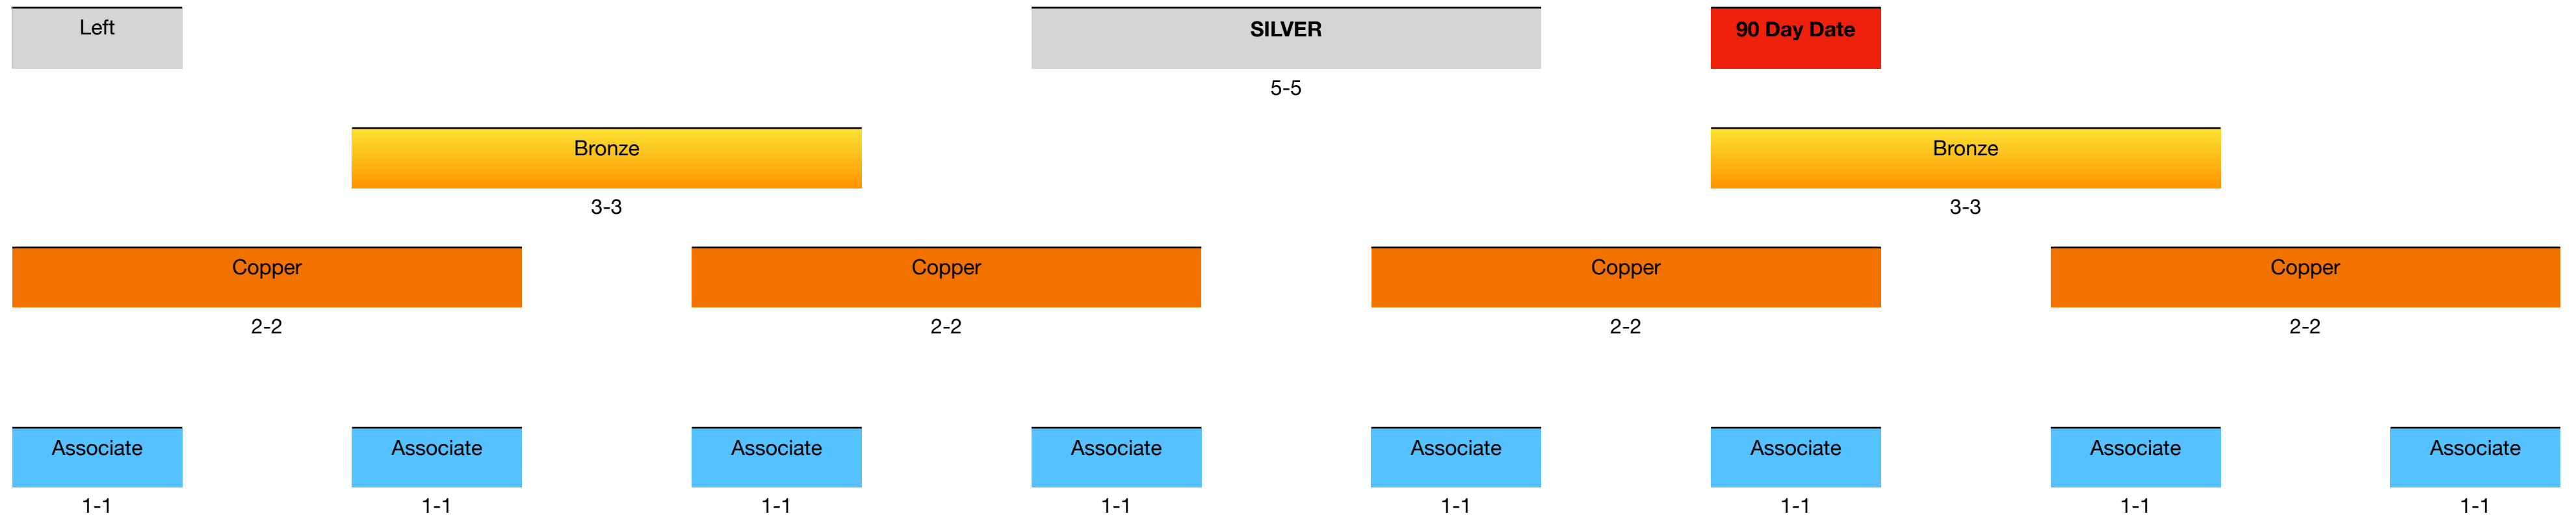 Left
SILVER
90 Day Date
5-5
Bronze
Bronze
3-3
3-3
Copper
Copper
Copper
Copper
2-2
2-2
2-2
2-2
Associate
Associate
Associate
Associate
Associate
Associate
Associate
Associate
1-1
1-1
1-1
1-1
1-1
1-1
1-1
1-1